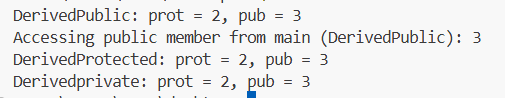 DerivedPublic: prot = 2, pub = 3
Accessing public member from main (DerivedPublic): 3
DerivedProtected: prot = 2, pub = 3
Derivedprivate: prot = 2, pub = 3